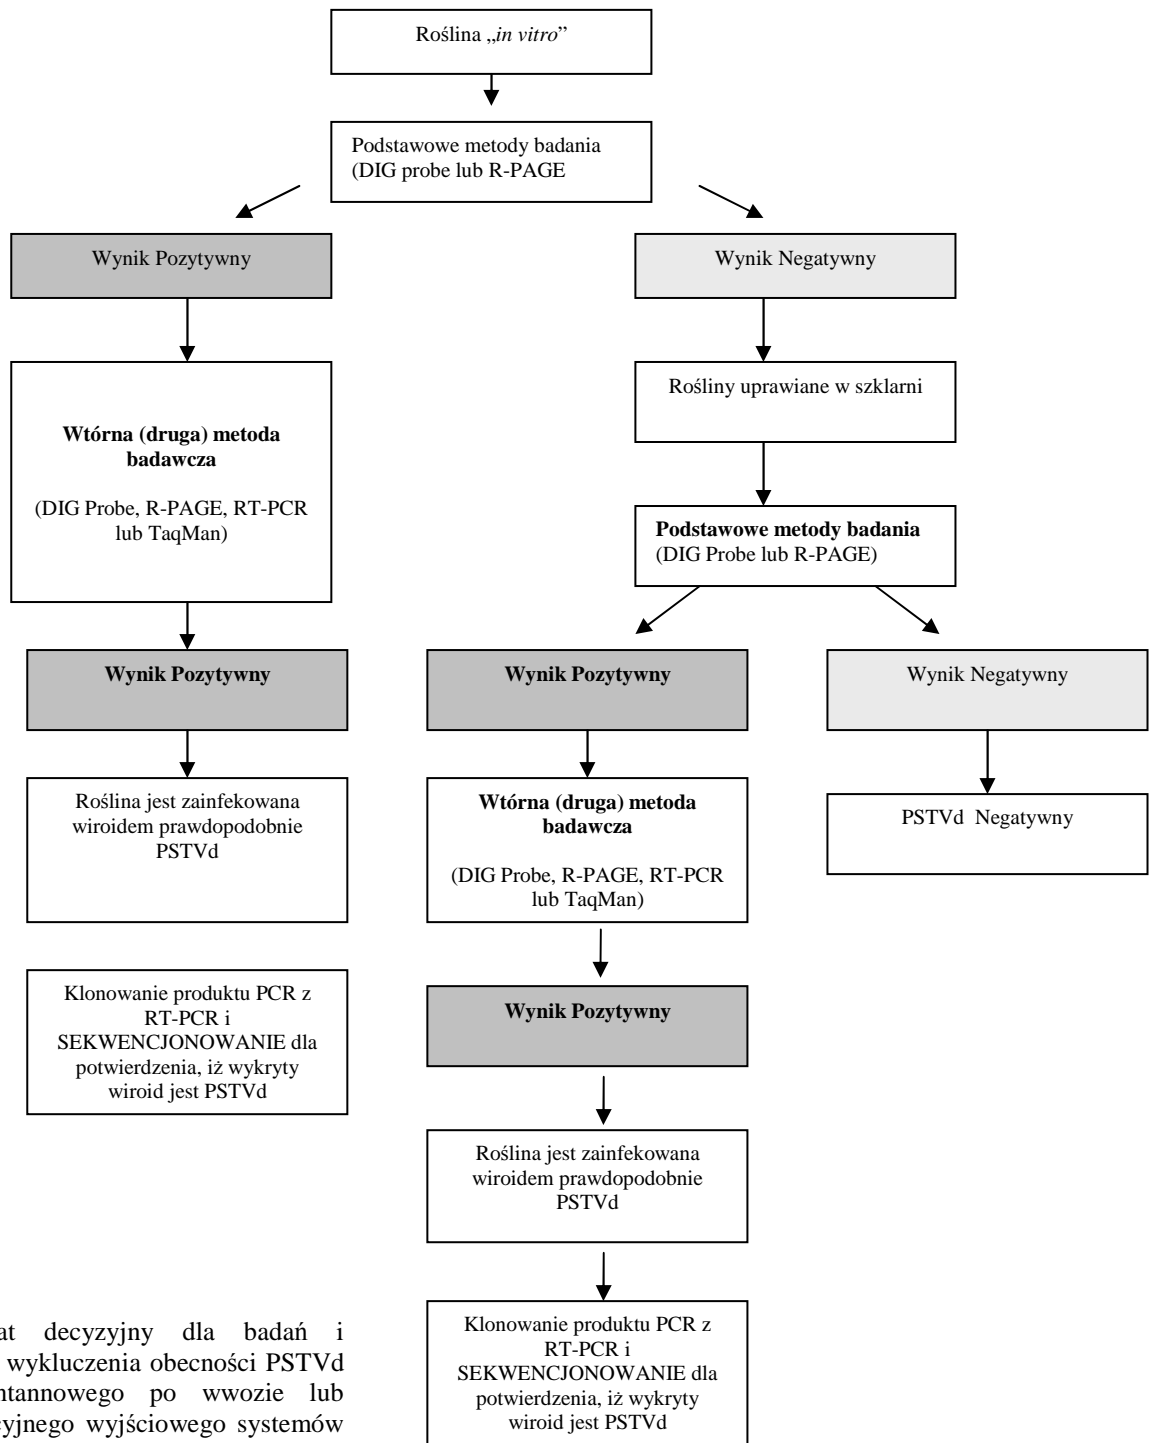 Roślina „in vitro”
Podstawowe metody badania
(DIG probe lub R-PAGE
Wynik Pozytywny
Wynik Negatywny
Wtórna (druga) metoda
badawcza
(DIG Probe, R-PAGE, RT-PCR
lub TaqMan)
Rośliny uprawiane w szklarni
Podstawowe metody badania
(DIG Probe lub R-PAGE)
Wynik Pozytywny
Wynik Pozytywny
Wynik Negatywny
Roślina jest zainfekowana
wiroidem prawdopodobnie
PSTVd
Wtórna (druga) metoda
badawcza
(DIG Probe, R-PAGE, RT-PCR
lub TaqMan)
PSTVd Negatywny
Klonowanie produktu PCR z
RT-PCR i
SEKWENCJONOWANIE dla
potwierdzenia, iż wykryty
wiroid jest PSTVd
Wynik Pozytywny
Roślina jest zainfekowana
wiroidem prawdopodobnie
PSTVd
Klonowanie produktu PCR z
RT-PCR i
SEKWENCJONOWANIE dla
potwierdzenia, iż wykryty
wiroid jest PSTVd
at decyzyjny dla badań i
wykluczenia obecności PSTVd
ntannowego po wwozie lub
cyjnego wyjściowego systemów